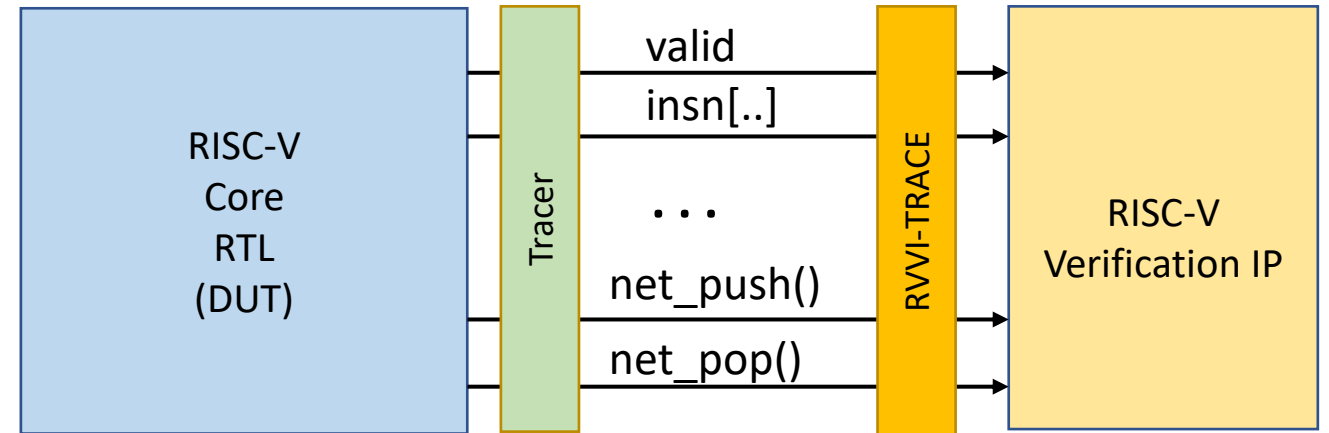 RISC-V
Core
RTL
(DUT)
Tracer
valid
insn[..]
...
net_push()
net_pop()
RVVI-TRACE
RISC-V
Verification IP